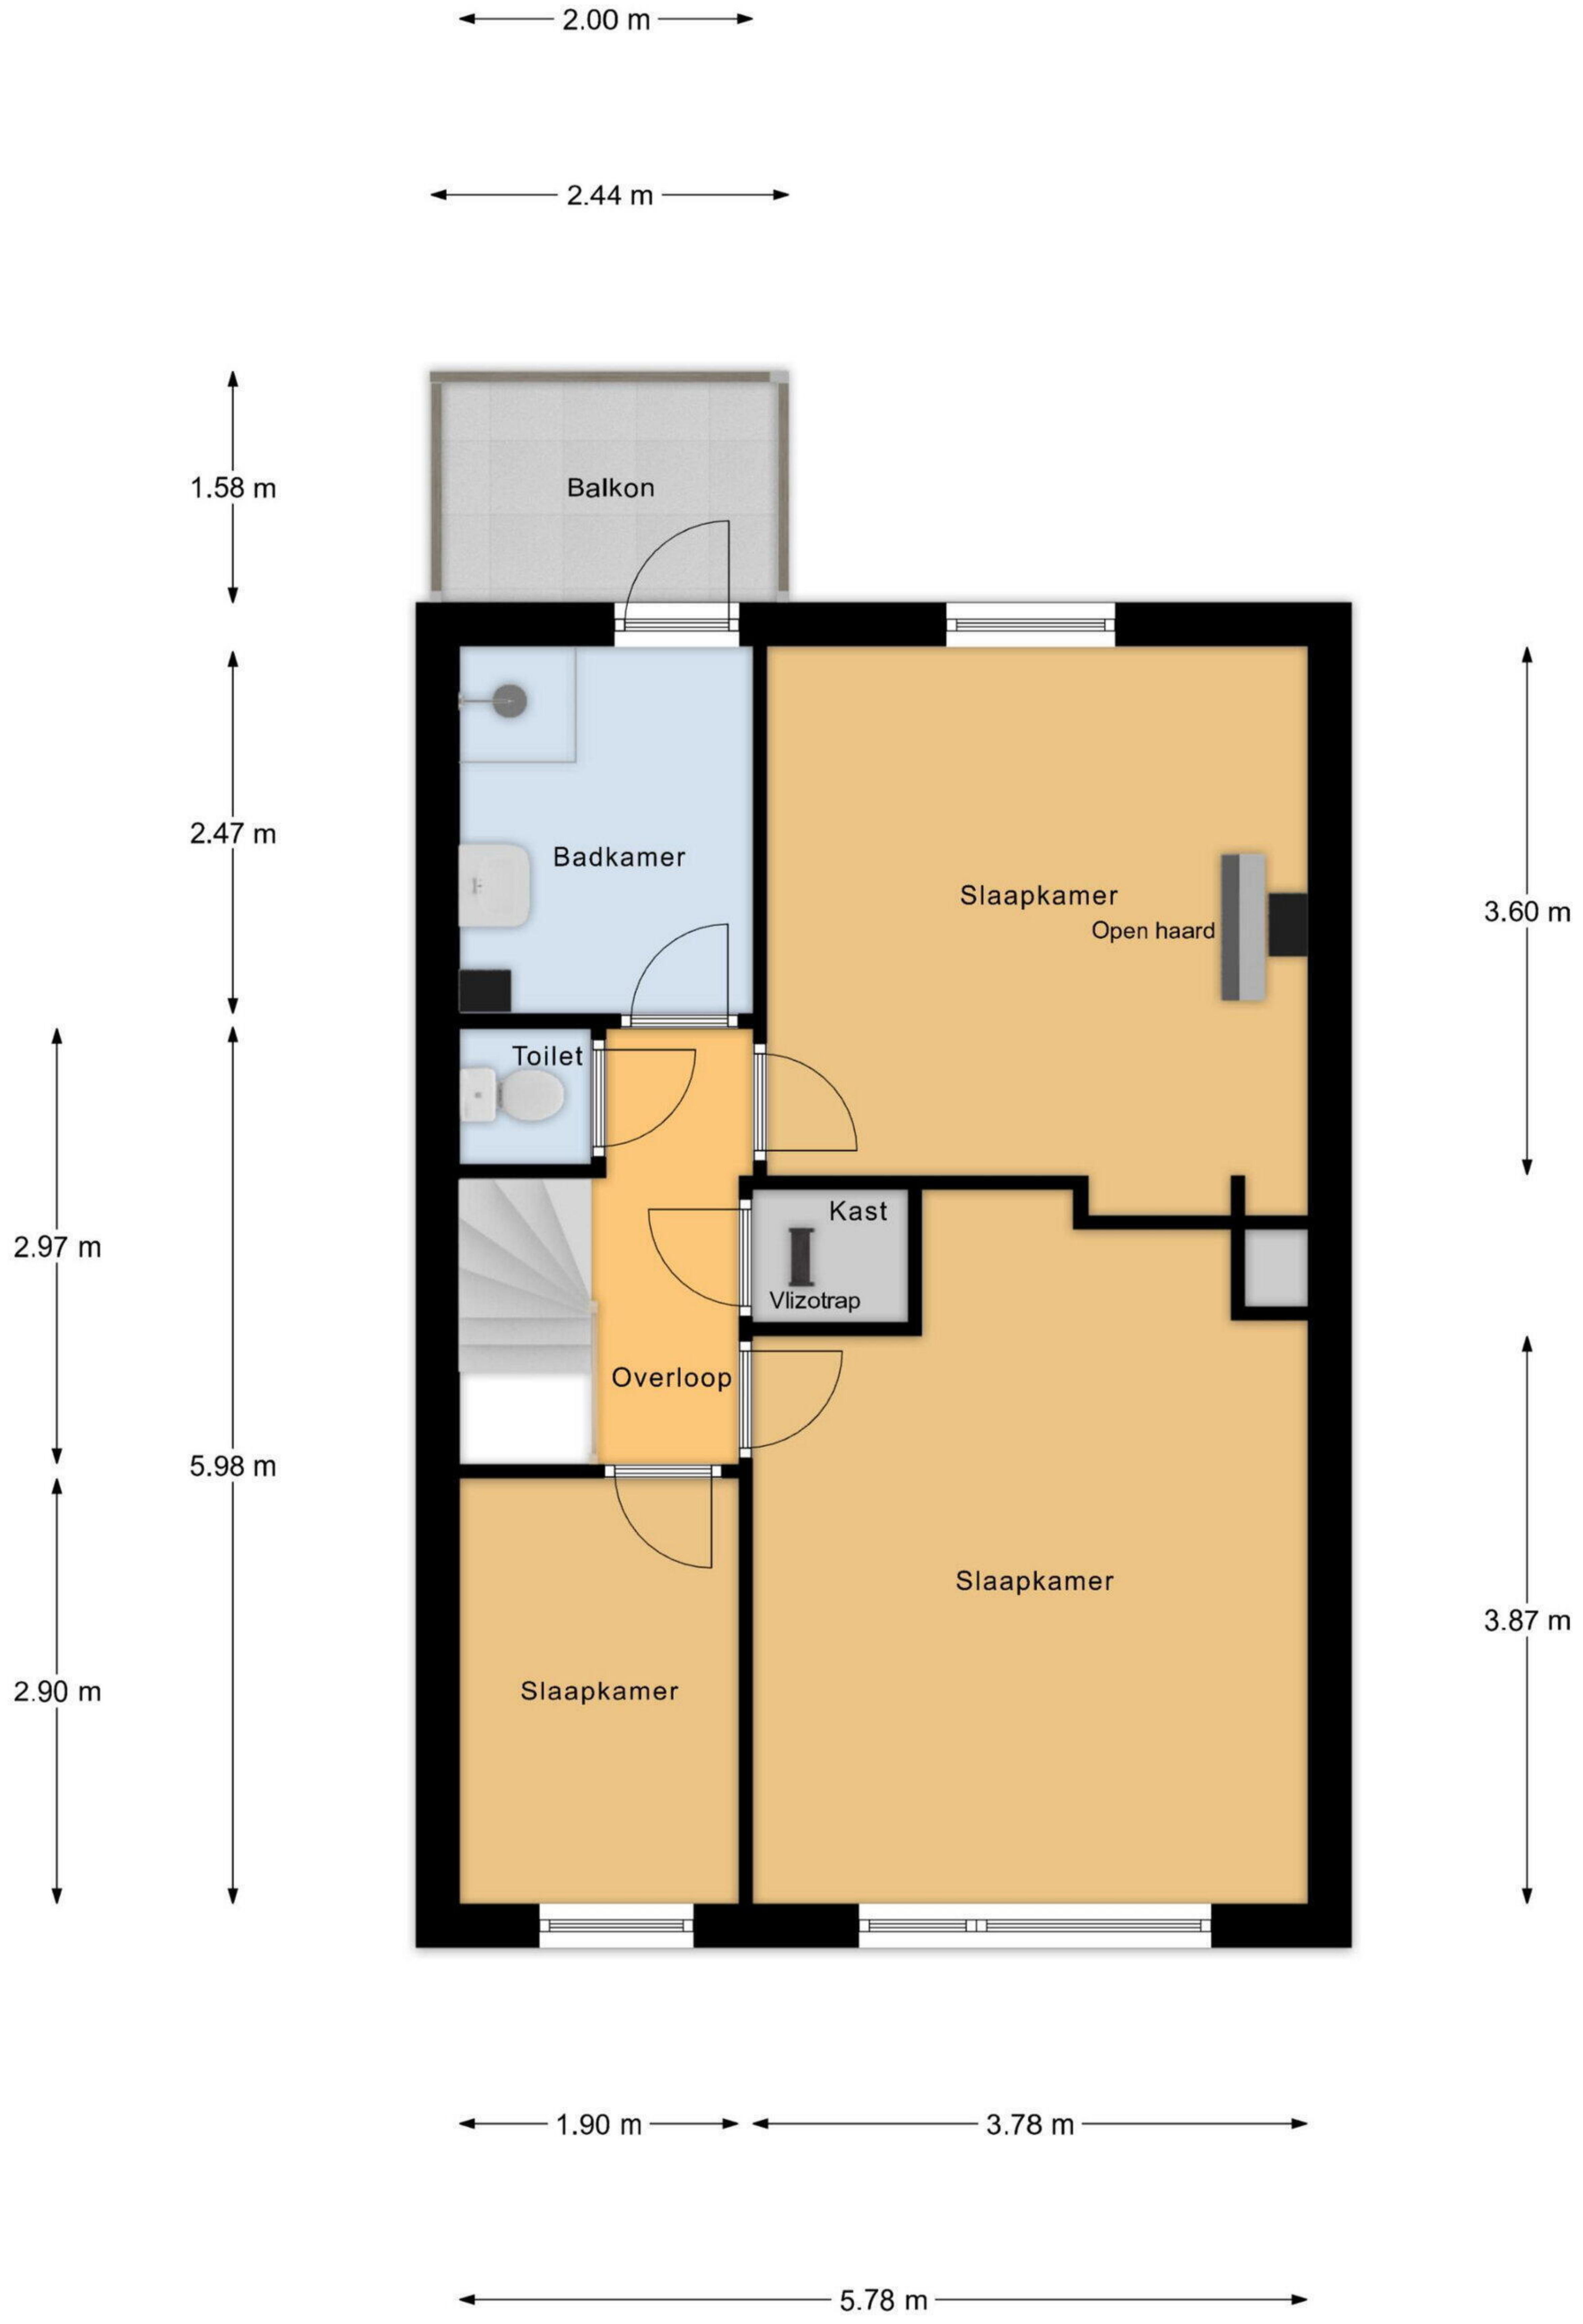 2.00 m
2.44 m
Balkon
1.58 m
2.47 m
Badkamer
Slaapkamer
Open haard
3.60 m
Toilet
Kast
Vlizotrap
2.97 m
Overloop
5.98 m
Slaapkamer
3.87 m
Slaapkamer
2.90 m
1.90 m
3.78 m
5.78 m